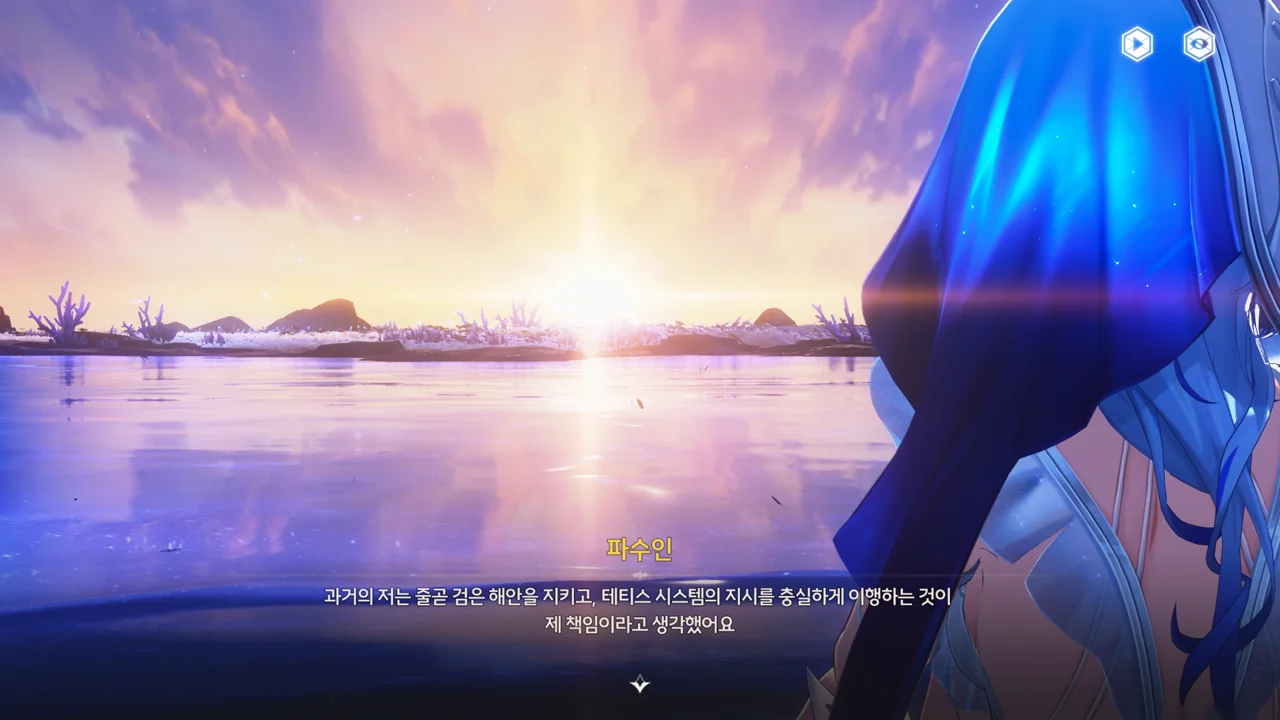 파수인
과거의 저는 줄곧 검은 해안을 지키고, 테티스 시스템의 지시를 충실하게 이행하는 것이
제 책임이라고 생각했어요